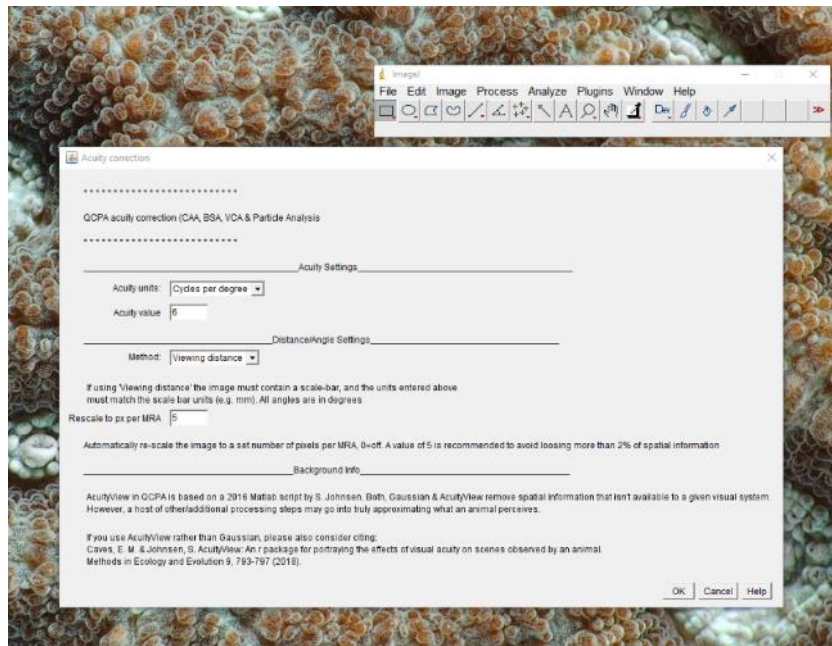 ImageJ
File Edit Image Process Analyze Plugins Window Help
Dev
Acuity correction
* * * * * * * * * * * * * * * * * * * * * * * * * *
QCPA acuity correction (CAA, BSA, VCA & Particle Analysis
* * * * * * * * * * * * * * * * * * * * * * * * * *
Acuity Settings
Acuity units: Cycles per degree
Acuity value 6
Distance/Angle Settings
Method: Viewing distance
If using 'Viewing distance' the image must contain a scale-bar, and the units entered above
must match the scale bar units (e.g. mm). All angles are in degrees
Rescale to px per MRA 5
Automatically re-scale the image to a set number of pixels per MRA, 0=off. A value of 5 is recommended to avoid loosing more than 2% of spatial information
Background Info
AcuityView in QCPA is based on a 2016 Matlab script by S. Johnsen. Both, Gaussian & AcuityView remove spatial information that isn't available to a given visual system.
However, a host of other/additional processing steps may go into truly approximating what an animal perceives.
If you use AcuityView rather than Gaussian, please also consider citing:
Caves, E. M. & Johnsen, S. AcuityView: An r package for portraying the effects of visual acuity on scenes observed by an animal.
Methods in Ecology and Evolution 9, 793-797 (2018).
OK Cancel Help